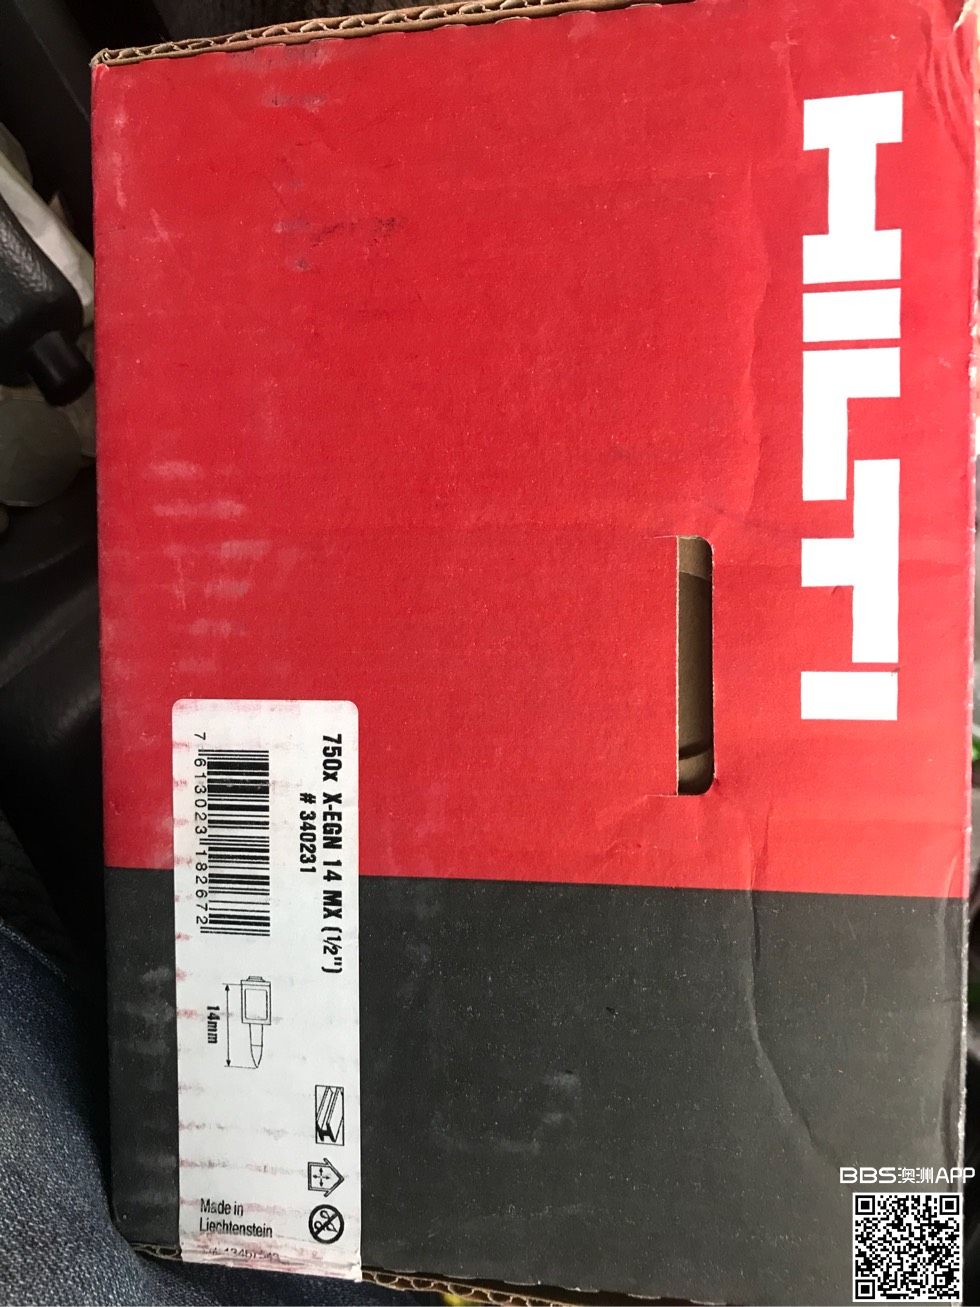 HILTI
750x X-EGN 14 MX (½")
# 340231
7 613023 182672
14mm
Made in
Liechtenstein
BBS澳洲APP